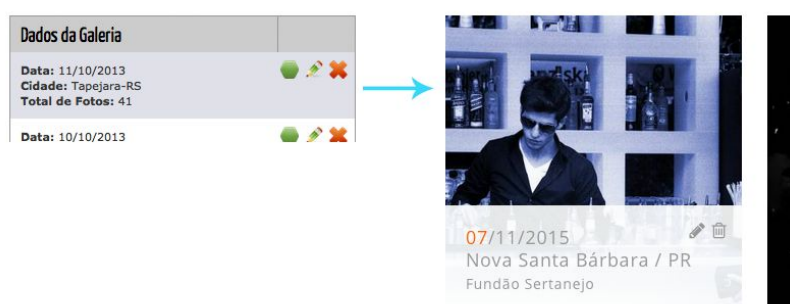 Dados da Galeria
Data: 11/10/2013
Cidade: Tapejara-RS
Total de Fotos: 41
Data: 10/10/2013
07/11/2015
Nova Santa Bárbara / PR
Fundão Sertanejo